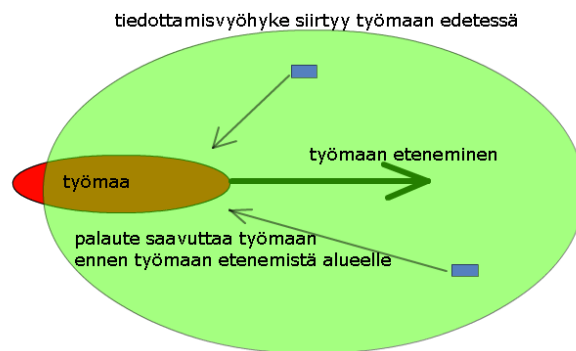 tiedottamisvyöhyke siirtyy työmaan edetessä
työmaan eteneminen
työmaa
palaute saavuttaa työmaan
ennen työmaan etenemistä alueelle